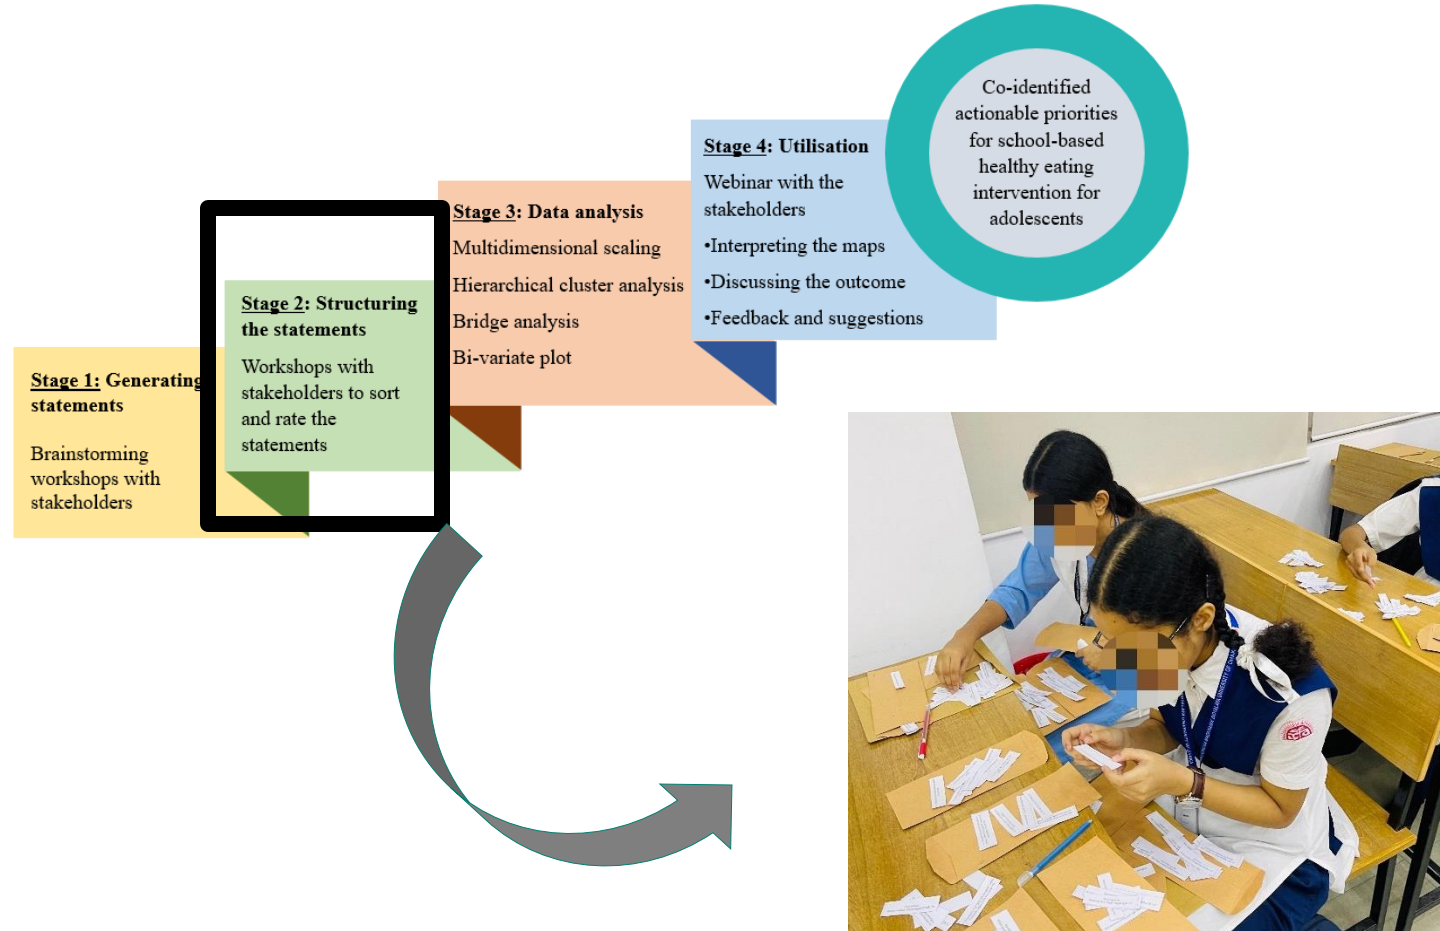 Stage 1: Generating
statements
Brainstorming
workshops with
stakeholders
Stage 2: Structuring
the statements
Workshops with
stakeholders to sort
and rate the
statements
Stage 3: Data analysis
Multidimensional scaling
Hierarchical cluster analysis
Bridge analysis
Bi-variate plot
Stage 4: Utilisation
Webinar with the
stakeholders
•Interpreting the maps
•Discussing the outcome
•Feedback and suggestions
Co-identified
actionable priorities
for school-based
healthy eating
intervention for
adolescents